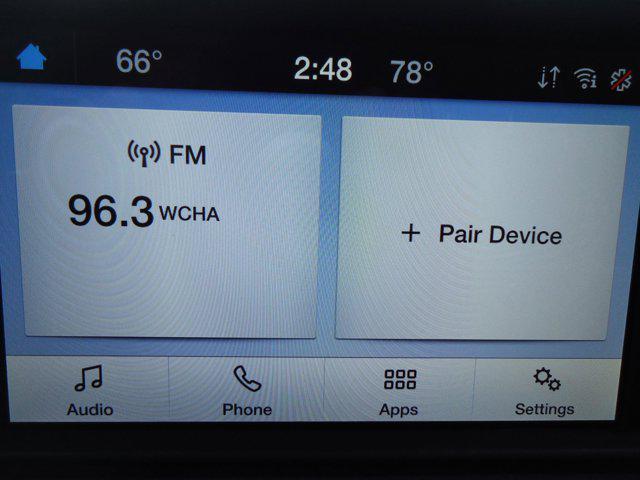 66° 2:48 78°
FM
96.3 WCHA
+ Pair Device
Audio Phone Apps Settings